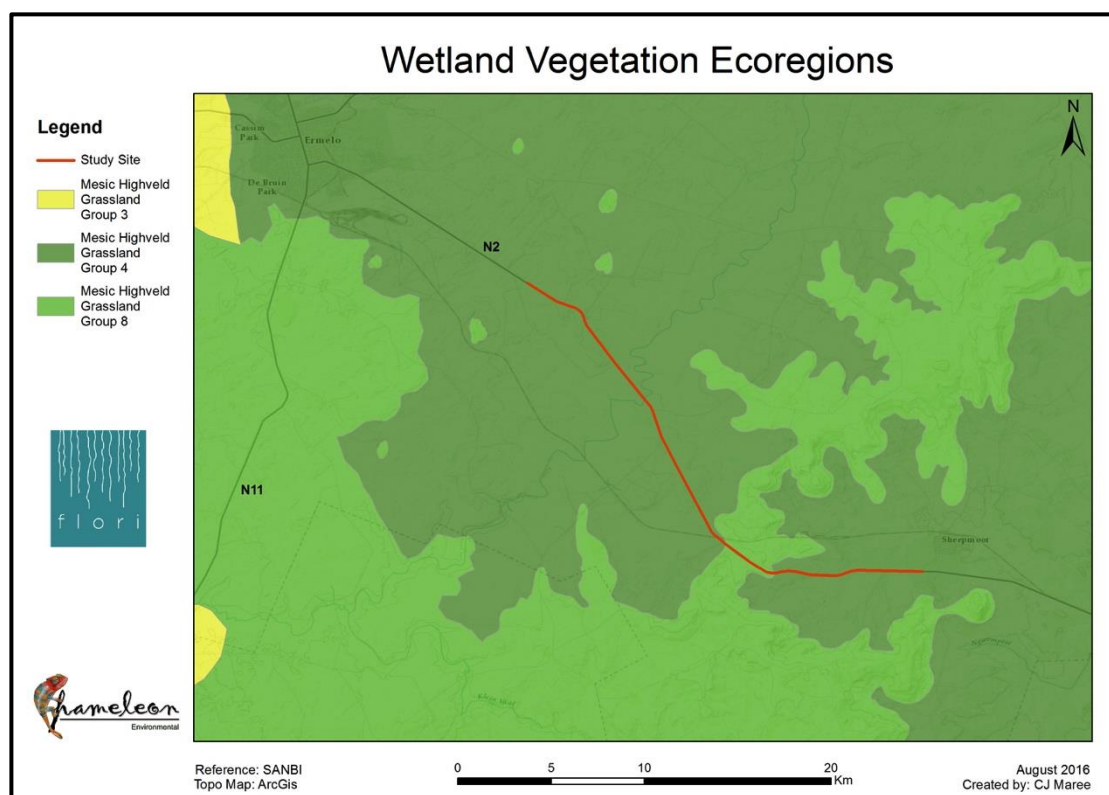 Wetland Vegetation Ecoregions
Legend
Study Site
Mesic Highveld
Grassland
Group 3
Mesic Highveld
Grassland
Group 4
Mesic Highveld
Grassland
Group 8
flori
hameleon
Environmental
N
Cassim
Park
Ermelo
De Bruin
Park
N2
N11
Sheepmoor
Reference: SANBI
Topo Map: ArcGis
0 5 10 20
Km
August 2016
Created by: CJ Maree